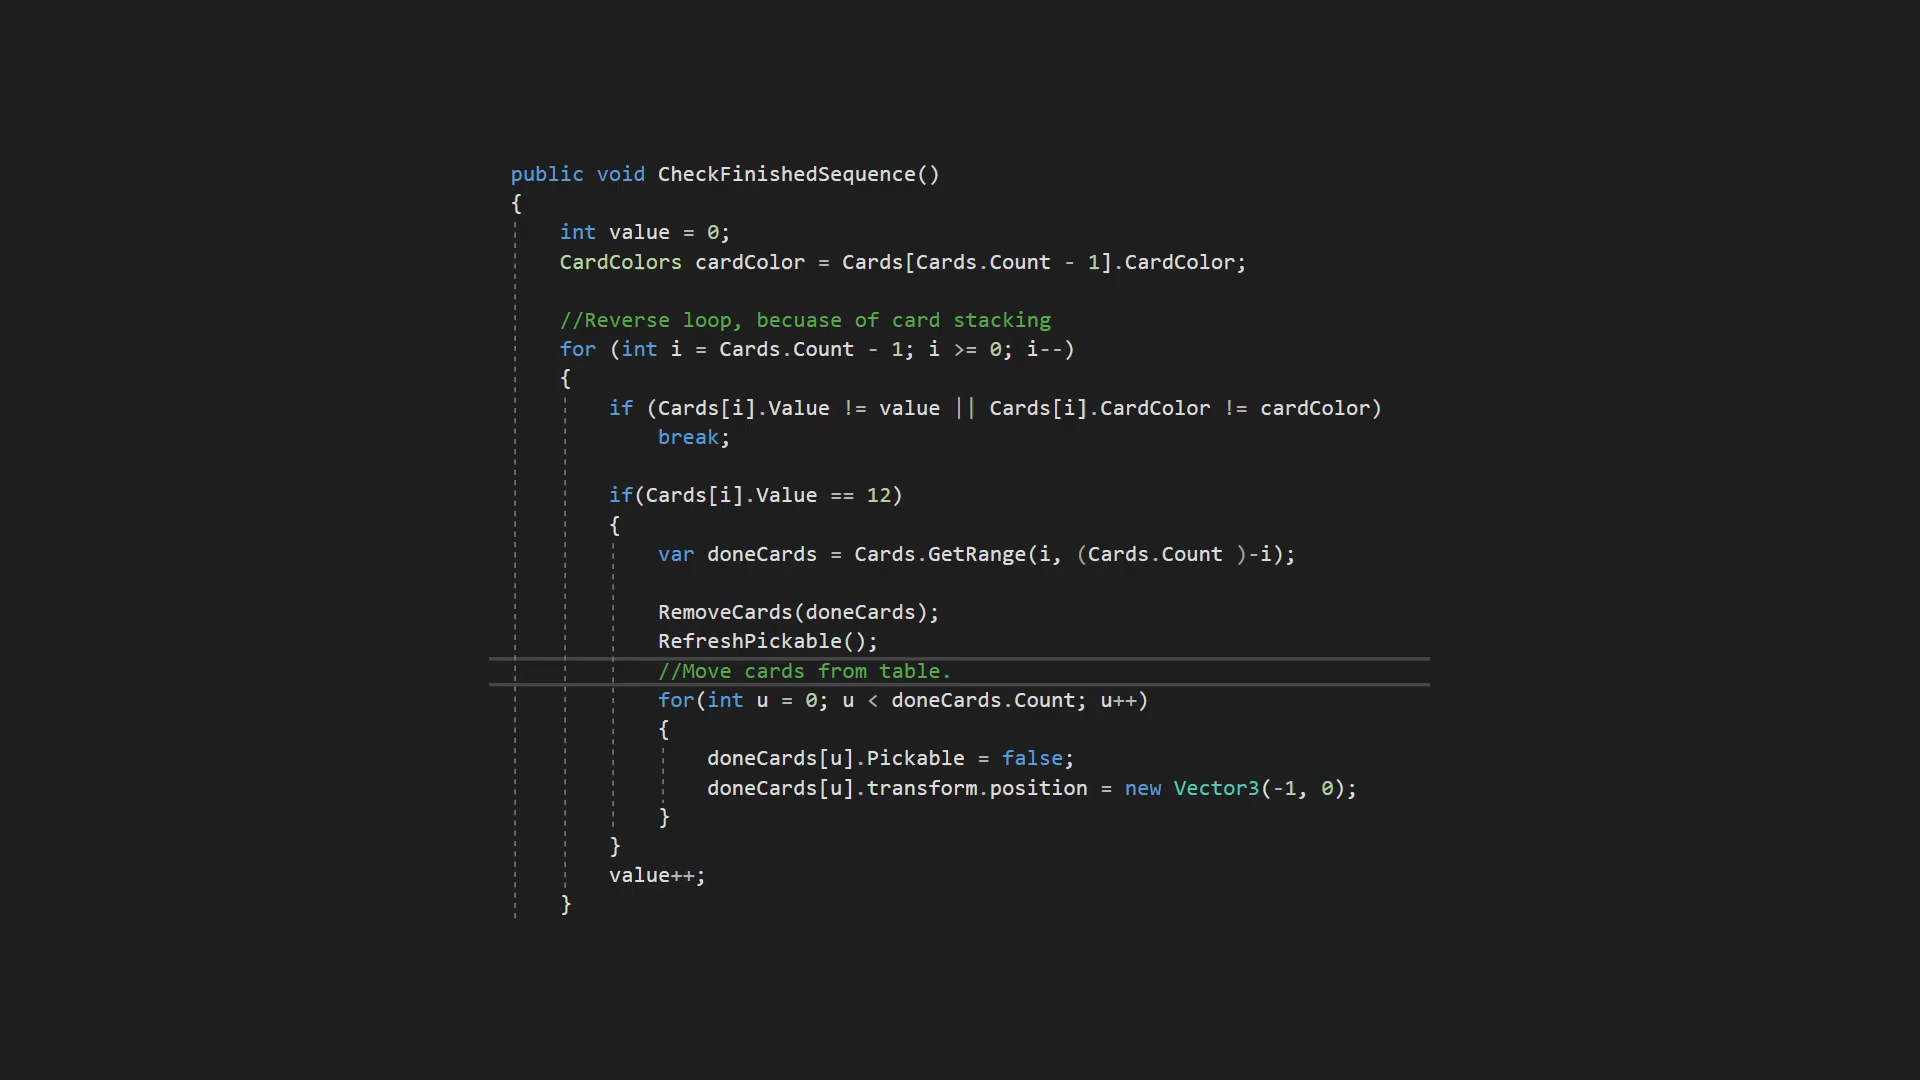 public void CheckFinishedSequence()
{
int value = 0;
CardColors cardColor = Cards[Cards.Count - 1].CardColor;
//Reverse loop, becuase of card stacking
for (int i = Cards.Count - 1; i >= 0; i--)
{
if (Cards[i].Value != value || Cards[i].CardColor != cardColor)
break;
if(Cards[i].Value == 12)
{
var doneCards = Cards.GetRange(i, (Cards.Count )-i);
RemoveCards(doneCards);
RefreshPickable();
//Move cards from table.
for(int u = 0; u < doneCards.Count; u++)
{
doneCards[u].Pickable = false;
doneCards[u].transform.position = new Vector3(-1, 0);
}
}
value++;
}